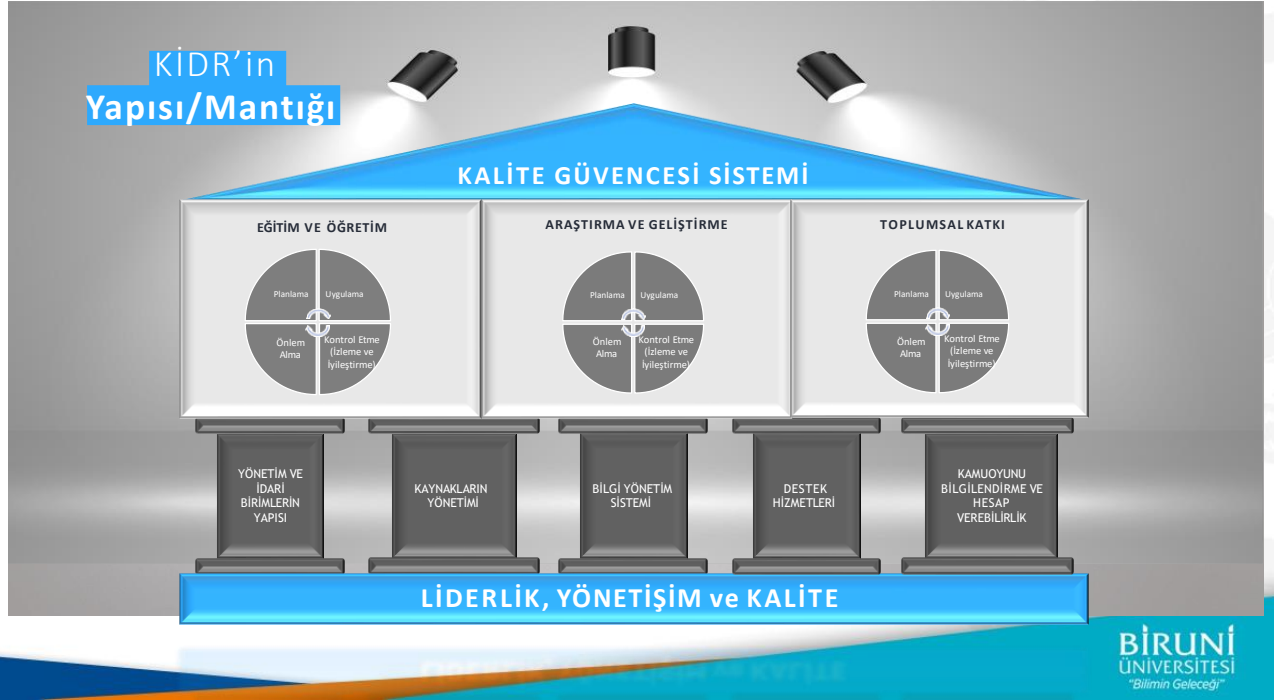 KİDR’in
Yapısı/Mantığı
KALİTE GÜVENCESİ SİSTEMİ
EĞİTİM VE ÖĞRETİM
Planlama
Uygulama
Önlem
Alma
Kontrol Etme
(İzleme ve
İyileştirme)
ARAŞTIRMA VE GELİŞTİRME
Planlama
Uygulama
Önlem
Alma
Kontrol Etme
(İzleme ve
İyileştirme)
TOPLUMSAL KATKI
Planlama
Uygulama
Önlem
Alma
Kontrol Etme
(İzleme ve
İyileştirme)
YÖNETİM VE
İDARİ
BİRİMLERİN
YAPISI
KAYNAKLARIN
YÖNETİMİ
BİLGİ YÖNETİM
SİSTEMİ
DESTEK
HİZMETLERİ
KAMUOYUNU
BİLGİLENDİRME VE
HESAP
VEREBİLİRLİK
LİDERLİK, YÖNETİŞİM ve KALİTE
BİRUNİ
ÜNİVERSİTESİ
"Bilimin Geleceği"